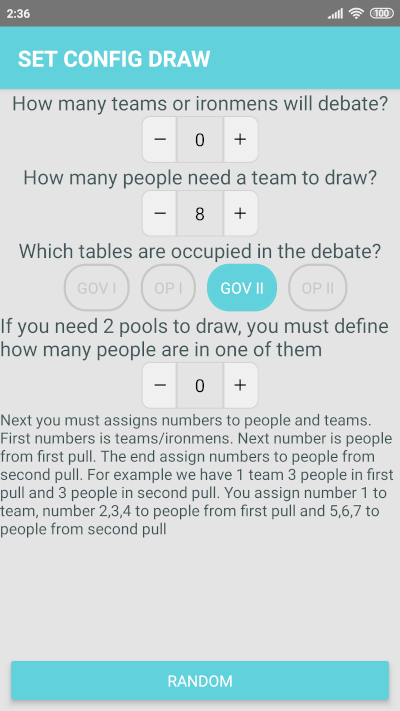 2:36
100
SET CONFIG DRAW
How many teams or ironmens will debate?
− 0 +
How many people need a team to draw?
− 8 +
Which tables are occupied in the debate?
GOV I OP I GOV II OP II
If you need 2 pools to draw, you must define
how many people are in one of them
− 0 +
Next you must assigns numbers to people and teams.
First numbers is teams/ironmens. Next number is people
from first pull. The end assign numbers to people from
second pull. For example we have 1 team 3 people in first
pull and 3 people in second pull. You assign number 1 to
team, number 2,3,4 to people from first pull and 5,6,7 to
people from second pull
RANDOM